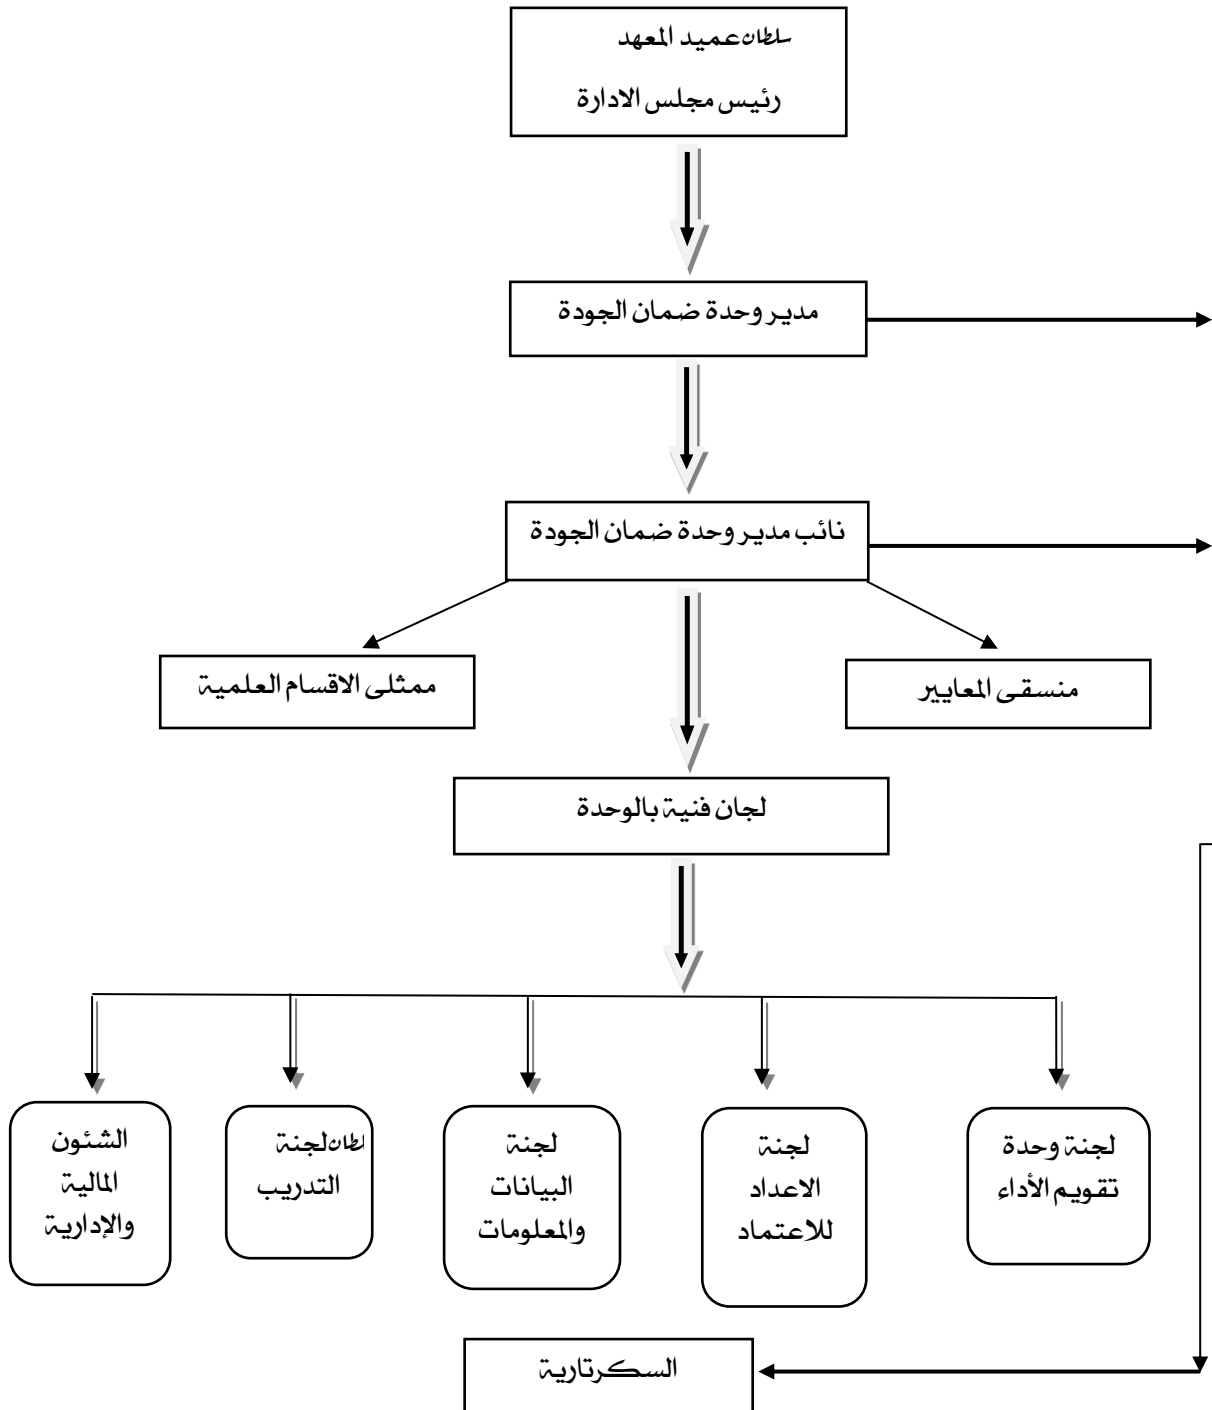 سلطان عميد المعهد
رئيس مجلس الادارة
مدير وحدة ضمان الجودة
نائب مدير وحدة ضمان الجودة
منسقى المعايير
ممثلى الاقسام العلمية
لجان فنية بالوحدة
لجنة وحدة
تقويم الأداء
لجنة
الاعداد
للاعتماد
لجنة
البيانات
والمعلومات
لجنة
التدريب
الشئون
المالية
والإدارية
السكرتارية